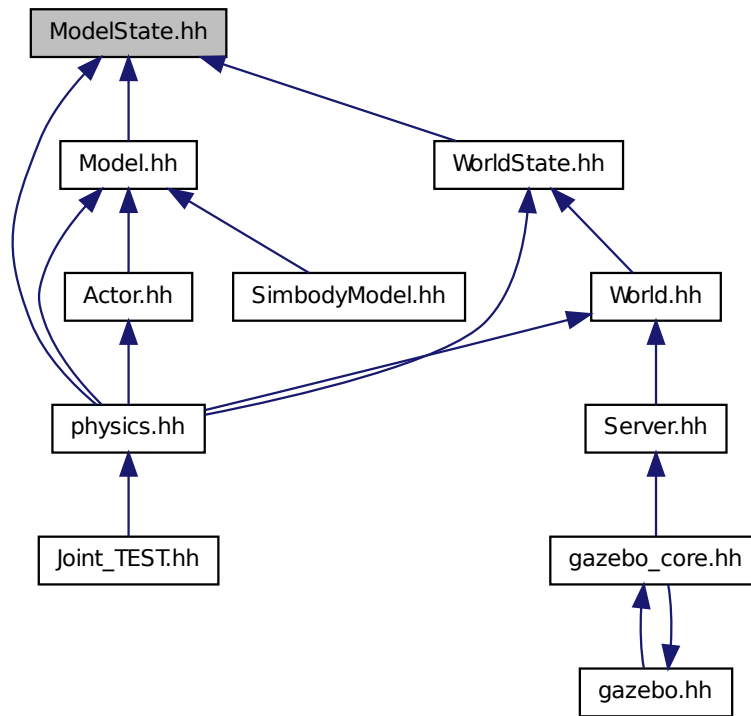 ModelState.hh
Model.hh
WorldState.hh
Actor.hh
SimbodyModel.hh
World.hh
physics.hh
Server.hh
Joint_TEST.hh
gazebo_core.hh
gazebo.hh